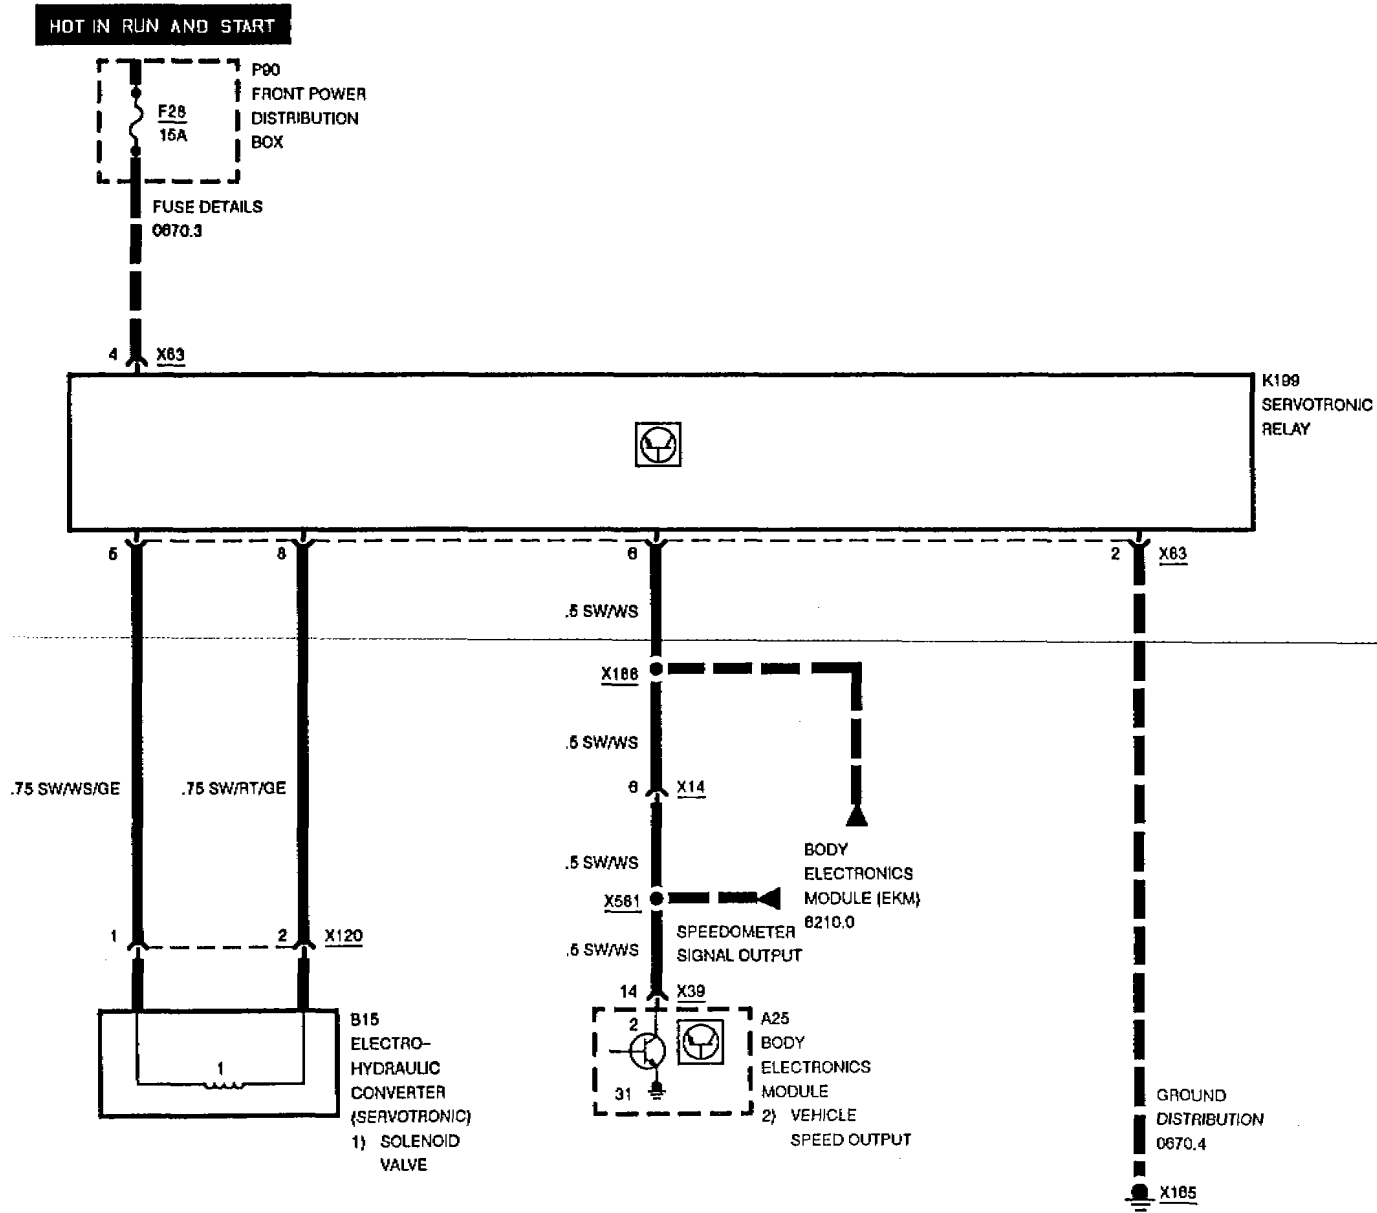 HOT IN RUN AND START
P90
FRONT POWER
DISTRIBUTION
BOX
F28
15A
FUSE DETAILS
0670.3
4 X63
K199
SERVOTRONIC
RELAY
5 8 6 2 X63
.5 SW/WS
X188
.5 SW/WS
.75 SW/WS/GE .75 SW/RT/GE
6 X14
BODY
ELECTRONICS
MODULE (EKM)
6210.0
.5 SW/WS
X561
SPEEDOMETER
SIGNAL OUTPUT
1 2 X120
.5 SW/WS
14 X39
B15
ELECTRO-
HYDRAULIC
CONVERTER
(SERVOTRONIC)
1) SOLENOID
VALVE
1
2
31
A25
BODY
ELECTRONICS
MODULE
2) VEHICLE
SPEED OUTPUT
GROUND
DISTRIBUTION
0670.4
X165